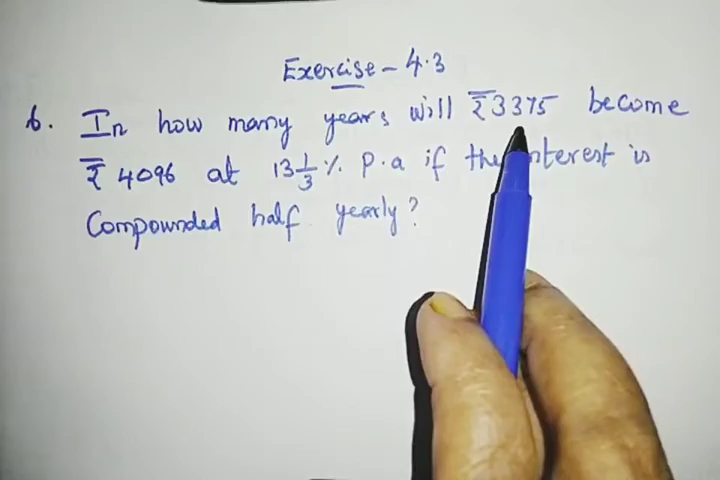 Exercise - 4.3
6. In how many years will ₹3375 become
₹ 4096 at 13 1/3 % P.a if the interest is
Compounded half yearly?